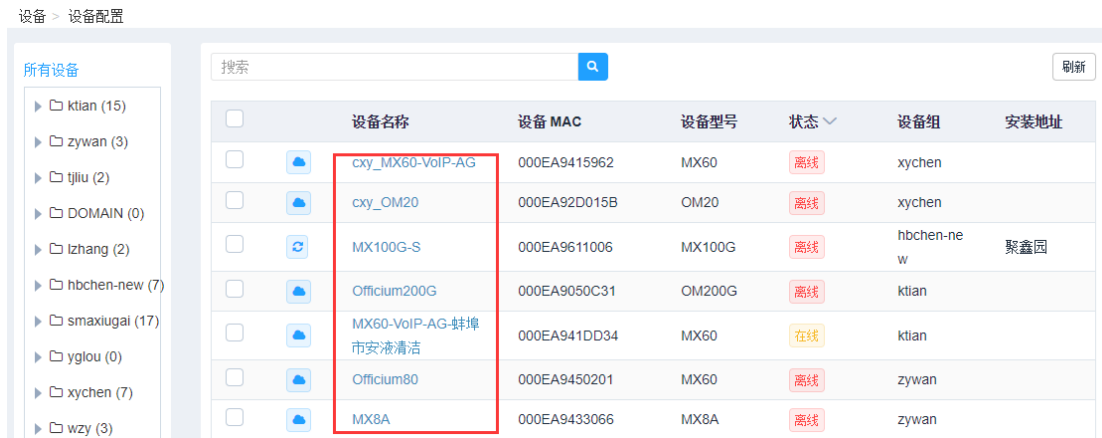 设备 > 设备配置
所有设备
ktian (15)
zywan (3)
tjliu (2)
DOMAIN (0)
lzhang (2)
hbchen-new (7)
smaxiugai (17)
yglou (0)
xychen (7)
wzy (3)
搜索
刷新
设备名称 设备 MAC 设备型号 状态 设备组 安装地址
cxy_MX60-VoIP-AG 000EA9415962 MX60 离线 xychen
cxy_OM20 000EA92D015B OM20 离线 xychen
MX100G-S 000EA9611006 MX100G 离线 hbchen-ne
w 聚鑫园
Officium200G 000EA9050C31 OM200G 离线 ktian
MX60-VoIP-AG-蚌埠
市安液清洁 000EA941DD34 MX60 在线 ktian
Officium80 000EA9450201 MX60 离线 zywan
MX8A 000EA9433066 MX8A 离线 zywan